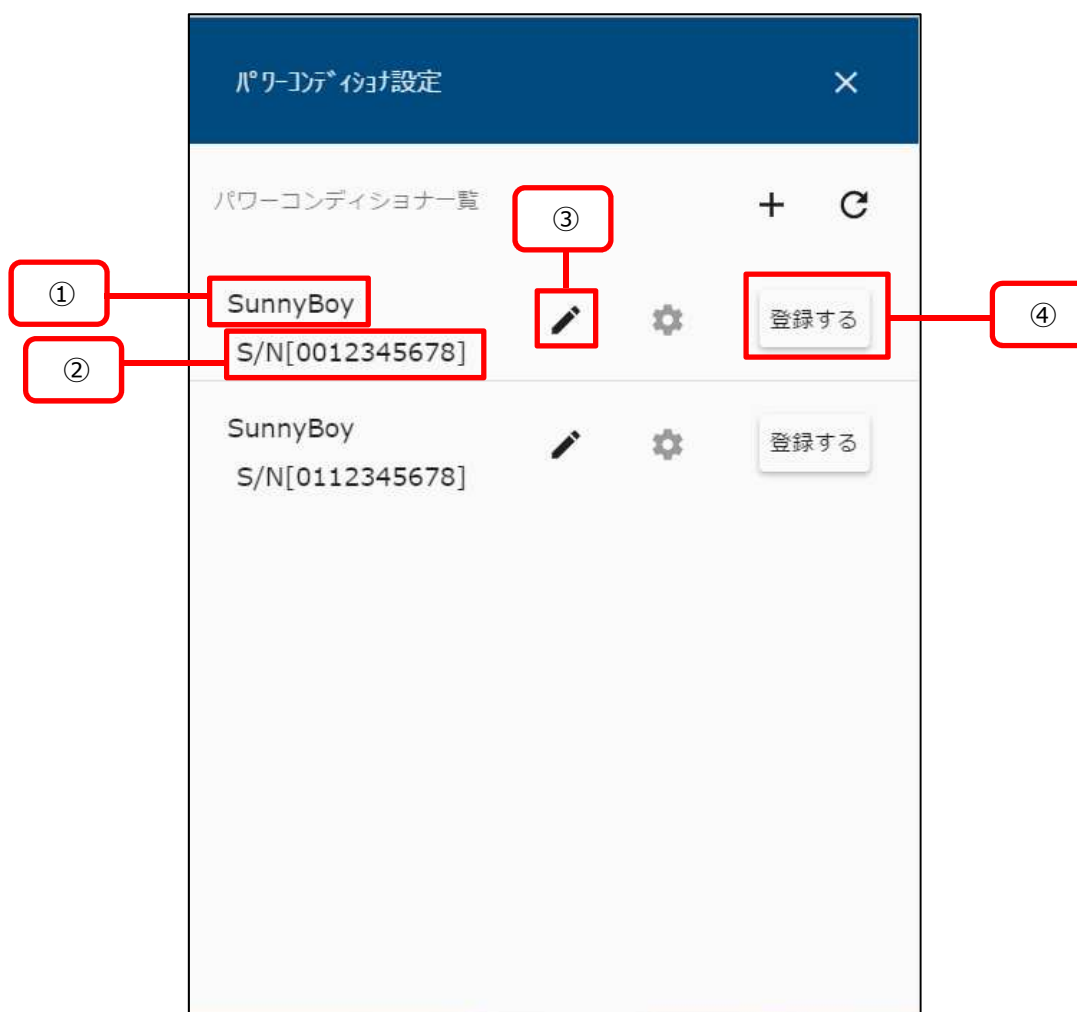 ﾊﾟﾜｰｺﾝﾃﾞｨｼｮﾅ設定
パワーコンディショナ一覧
③
①
SunnyBoy
登録する
④
②
S/N[0012345678]
SunnyBoy
登録する
S/N[0112345678]